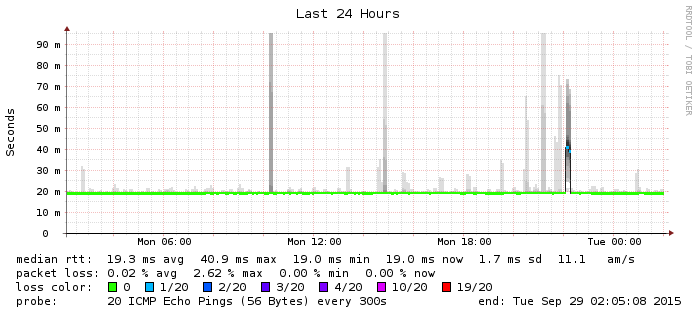 Last 24 Hours
RRDTOOL / TOBI OETIKER
Seconds
90 m
80 m
70 m
60 m
50 m
40 m
30 m
20 m
10 m
0
Mon 06:00 Mon 12:00 Mon 18:00 Tue 00:00
median rtt: 19.3 ms avg 40.9 ms max 19.0 ms min 19.0 ms now 1.7 ms sd 11.1 am/s
packet loss: 0.02 % avg 2.62 % max 0.00 % min 0.00 % now
loss color: 0 1/20 2/20 3/20 4/20 10/20 19/20
probe: 20 ICMP Echo Pings (56 Bytes) every 300s end: Tue Sep 29 02:05:08 2015